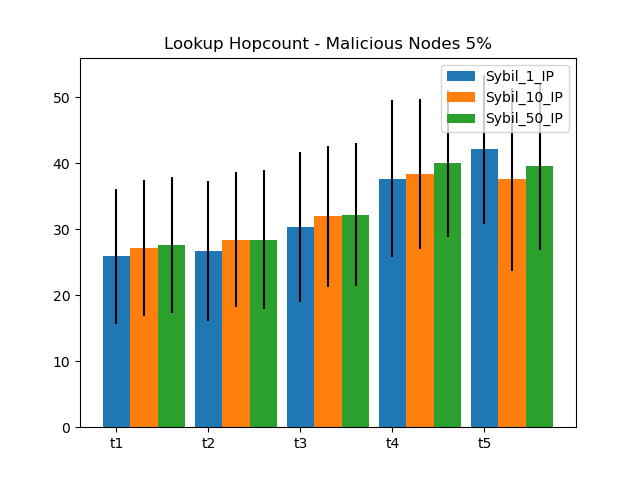 Lookup Hopcount - Malicious Nodes 5%
Sybil_1_IP
Sybil_10_IP
Sybil_50_IP
50
40
30
20
10
0
t1 t2 t3 t4 t5